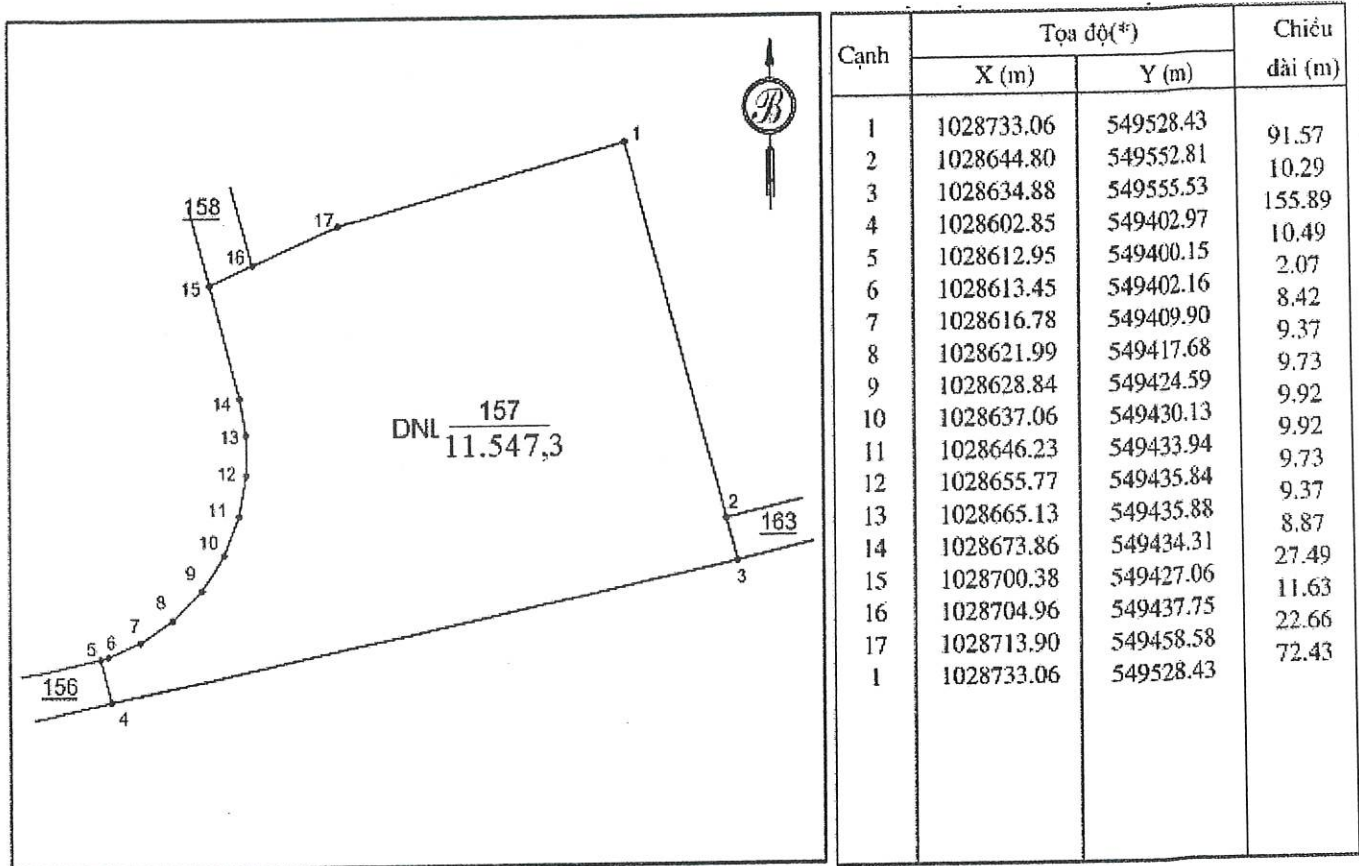 B
1
17
158
16
15
14
157
DNL
11.547,3
13
12
2
11
163
10
3
9
8
7
6
5
156
4
Cạnh Tọa độ(*) Chiều dài (m)
X (m) Y (m)
1 1028733.06 549528.43
91.57
2 1028644.80 549552.81
10.29
3 1028634.88 549555.53
155.89
4 1028602.85 549402.97
10.49
5 1028612.95 549400.15
2.07
6 1028613.45 549402.16
8.42
7 1028616.78 549409.90
9.37
8 1028621.99 549417.68
9.73
9 1028628.84 549424.59
9.92
10 1028637.06 549430.13
9.92
11 1028646.23 549433.94
9.73
12 1028655.77 549435.84
9.37
13 1028665.13 549435.88
8.87
14 1028673.86 549434.31
27.49
15 1028700.38 549427.06
11.63
16 1028704.96 549437.75
22.66
17 1028713.90 549458.58
72.43
1 1028733.06 549528.43